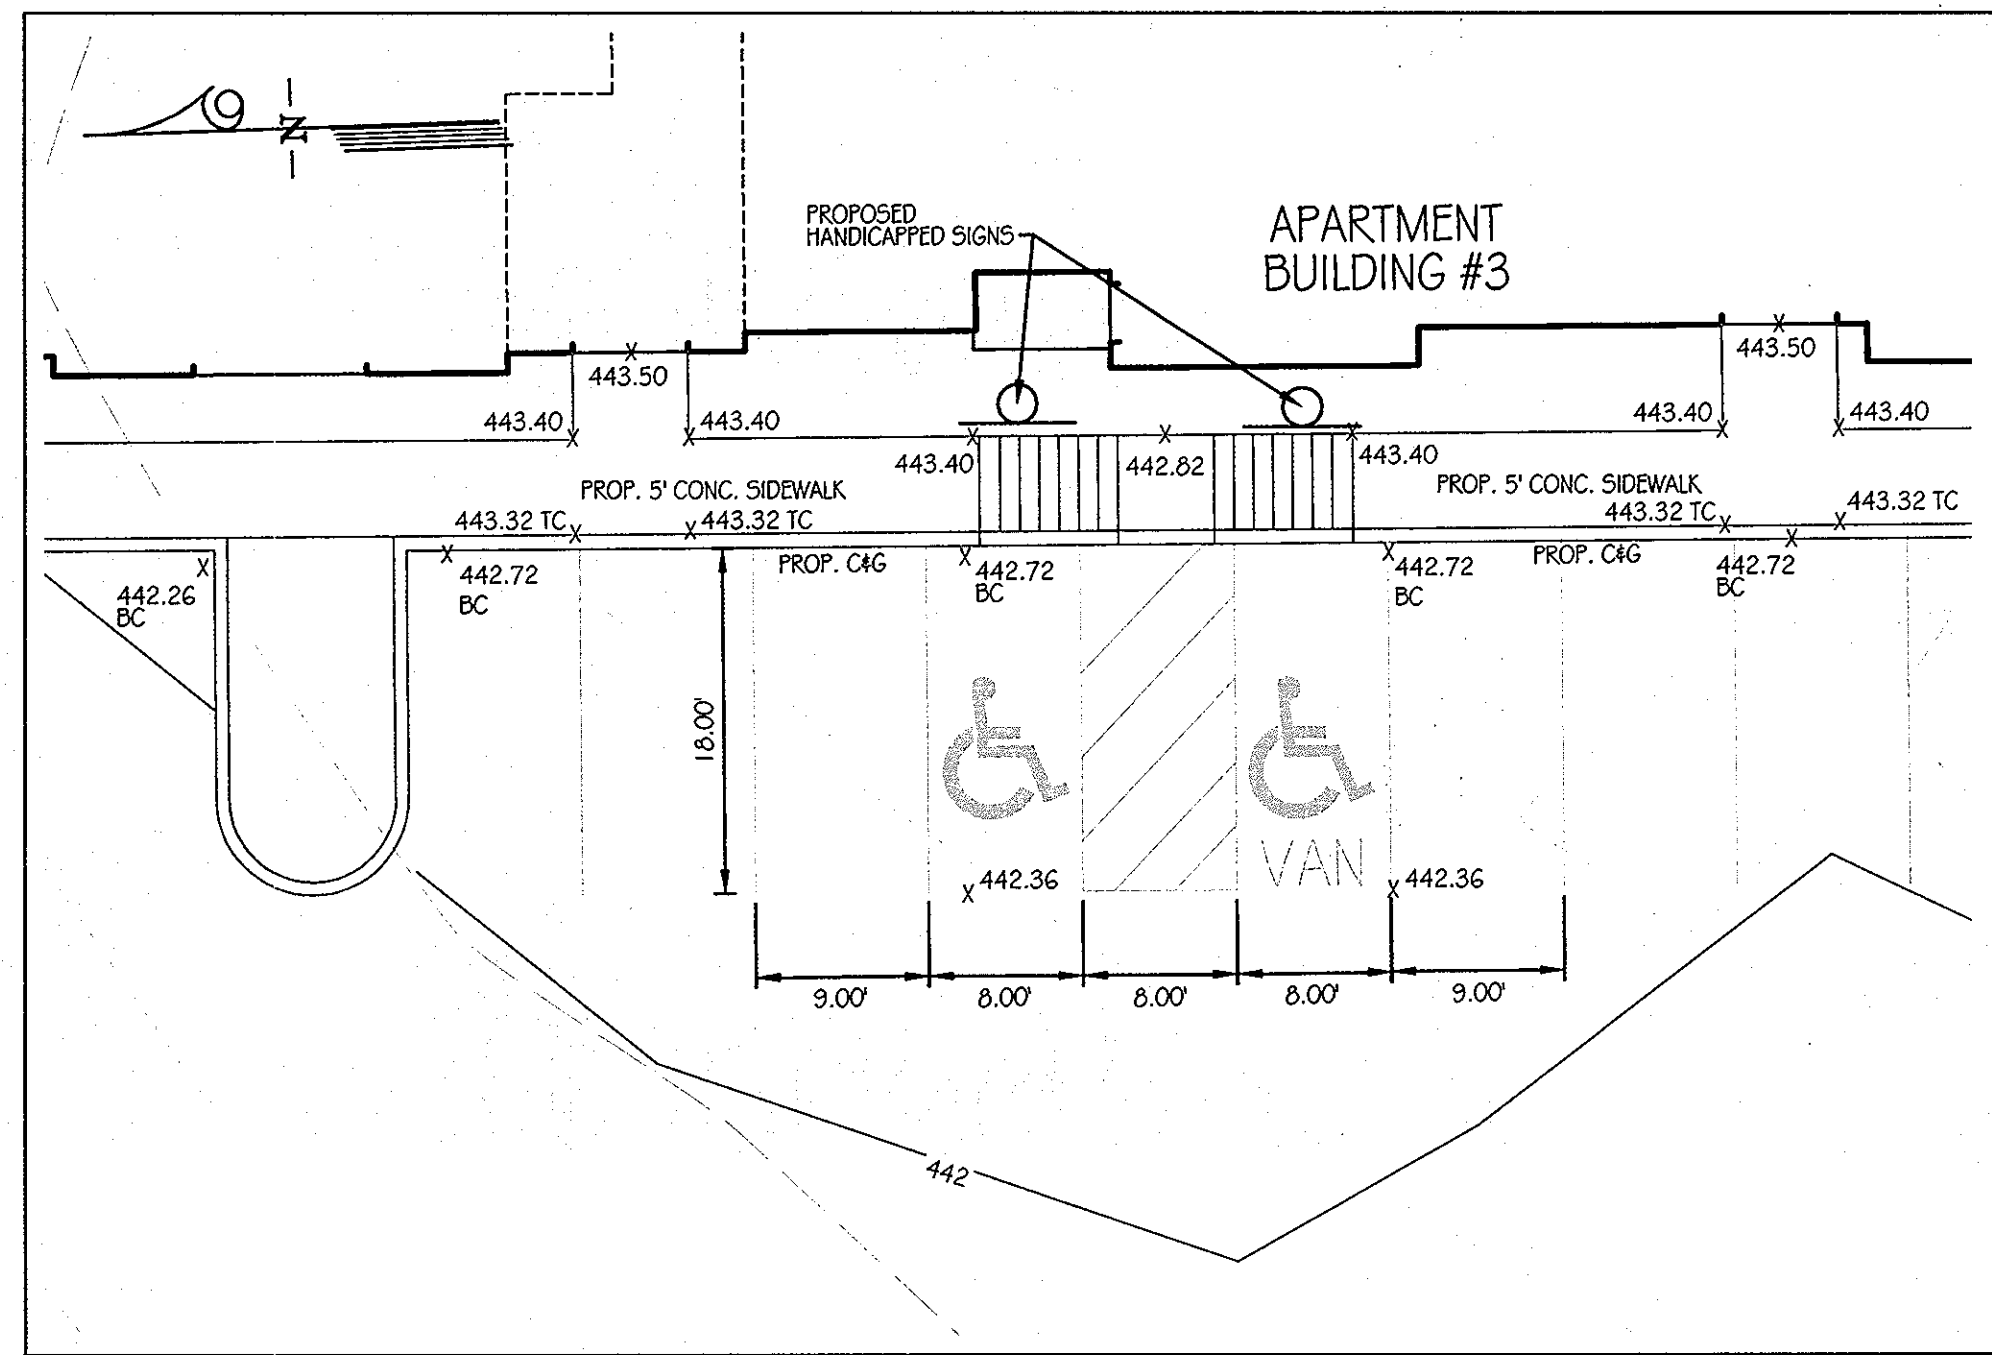 N
PROPOSED
HANDICAPPED SIGNS
APARTMENT
BUILDING #3
443.50
443.50
443.40
443.40
443.40
442.82
443.40
443.40
443.40
PROP. 5' CONC. SIDEWALK
PROP. 5' CONC. SIDEWALK
443.32 TC
443.32 TC
443.32 TC
443.32 TC
PROP. C&G
PROP. C&G
442.26
BC
442.72
BC
442.72
BC
442.72
BC
442.72
BC
18.00'
VAN
442.36
442.36
9.00'
8.00'
8.00'
8.00'
9.00'
442